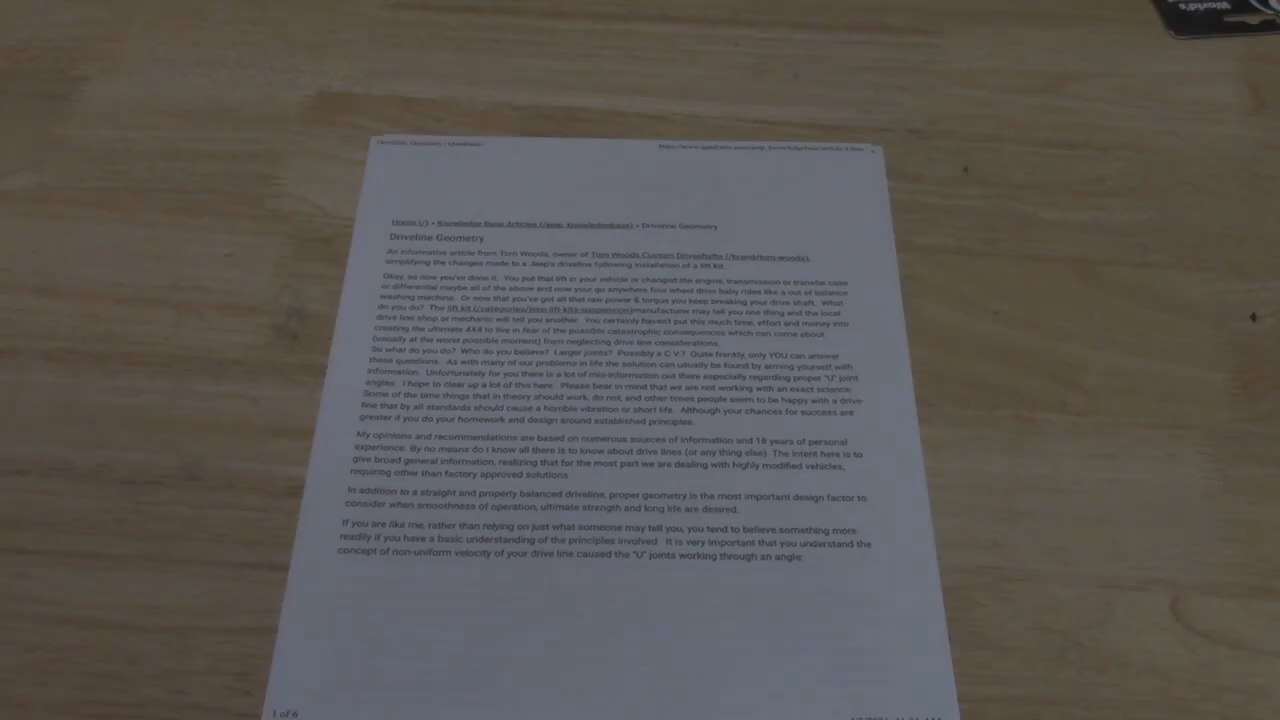 World's
Driveline Geometry | Quadratec
Home (/) • Knowledge Base Articles (/jeep_knowledgebase) • Driveline Geometry
Driveline Geometry
An informative article from Tom Woods, owner of Tom Woods Custom Driveshafts (/brand/tom-woods),
simplifying the changes made to a Jeep's driveline following installation of a lift kit.
Okay, so now you've done it. You put that lift in your vehicle or changed the engine, transmission or transfer case
or differential maybe all of the above and now your go anywhere four wheel drive baby rides like a out of balance
washing machine. Or now that you've got all that raw power & torque you keep breaking your drive shaft. What
do you do? The lift kit (/categories/jeep-lift-kits-suspension)manufacturer may tell you one thing and the local
drive line shop or mechanic will tell you another. You certainly haven't put this much time, effort and money into
creating the ultimate 4X4 to live in fear of the possible catastrophic consequences which can come about
(usually at the worst possible moment) from neglecting drive line considerations.
So what do you do? Who do you believe? Larger joints? Possibly a C.V.? Quite frankly, only YOU can answer
these questions. As with many of our problems in life the solution can usually be found by arming yourself with
information. Unfortunately for you there is a lot of mis-information out there especially regarding proper "U" joint
angles. I hope to clear up a lot of this here. Please bear in mind that we are not working with an exact science.
Some of the time things that in theory should work, do not, and other times people seem to be happy with a drive-
line that by all standards should cause a horrible vibration or short life. Although your chances for success are
greater if you do your homework and design around established principles.
My opinions and recommendations are based on numerous sources of information and 18 years of personal
experience. By no means do I know all there is to know about drive lines (or any thing else). The intent here is to
give broad general information, realizing that for the most part we are dealing with highly modified vehicles,
requiring other than factory approved solutions
In addition to a straight and properly balanced driveline, proper geometry is the most important design factor to
consider when smoothness of operation, ultimate strength and long life are desired.
If you are like me, rather than relying on just what someone may tell you, you tend to believe something more
readily if you have a basic understanding of the principles involved. It is very important that you understand the
concept of non-uniform velocity of your drive line caused the "U" joints working through an angle:
1 of 6